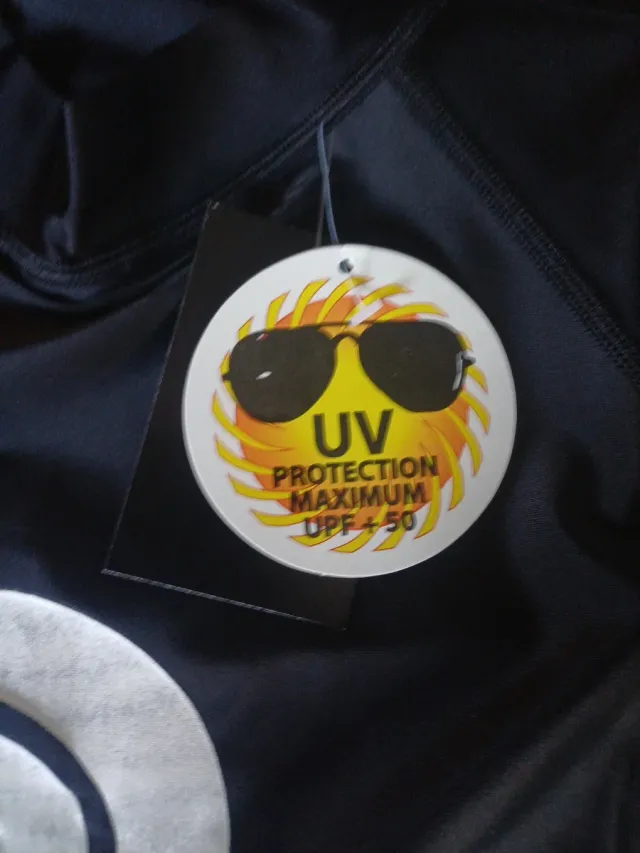 UV
PROTECTION
MAXIMUM
UPF + 50